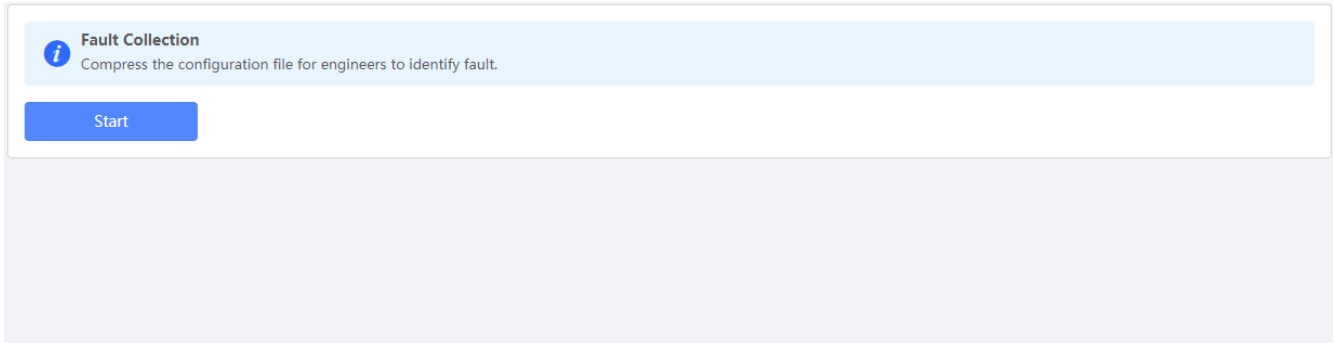 Fault Collection
Compress the configuration file for engineers to identify fault.
Start